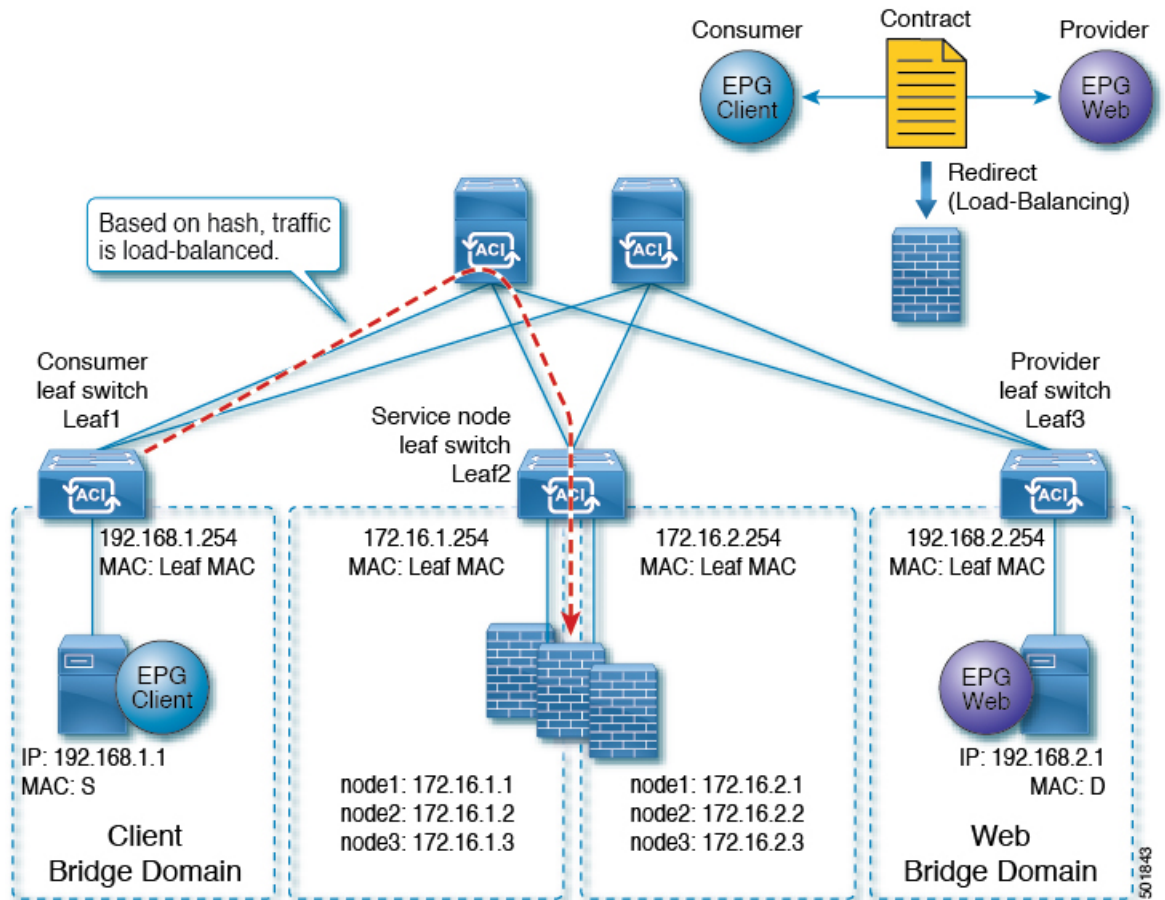 Consumer
Contract
Provider
EPG
Client
EPG
Web
Redirect
(Load-Balancing)
Based on hash, traffic
is load-balanced.
ACI
ACI
Consumer
leaf switch
Leaf1
Service node
leaf switch
Leaf2
Provider
leaf switch
Leaf3
ACI
ACI
ACI
192.168.1.254
MAC: Leaf MAC
172.16.1.254
MAC: Leaf MAC
172.16.2.254
MAC: Leaf MAC
192.168.2.254
MAC: Leaf MAC
EPG
Client
EPG
Web
IP: 192.168.1.1
MAC: S
node1: 172.16.1.1
node2: 172.16.1.2
node3: 172.16.1.3
node1: 172.16.2.1
node2: 172.16.2.2
node3: 172.16.2.3
IP: 192.168.2.1
MAC: D
Client
Bridge Domain
Web
Bridge Domain
501843